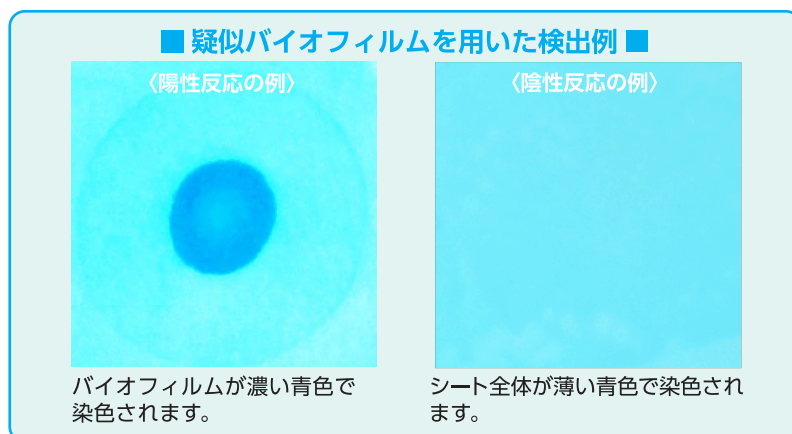 ■ 疑似バイオフィルムを用いた検出例 ■
〈陽性反応の例〉
バイオフィルムが濃い青色で
染色されます。
〈陰性反応の例〉
シート全体が薄い青色で染色され
ます。